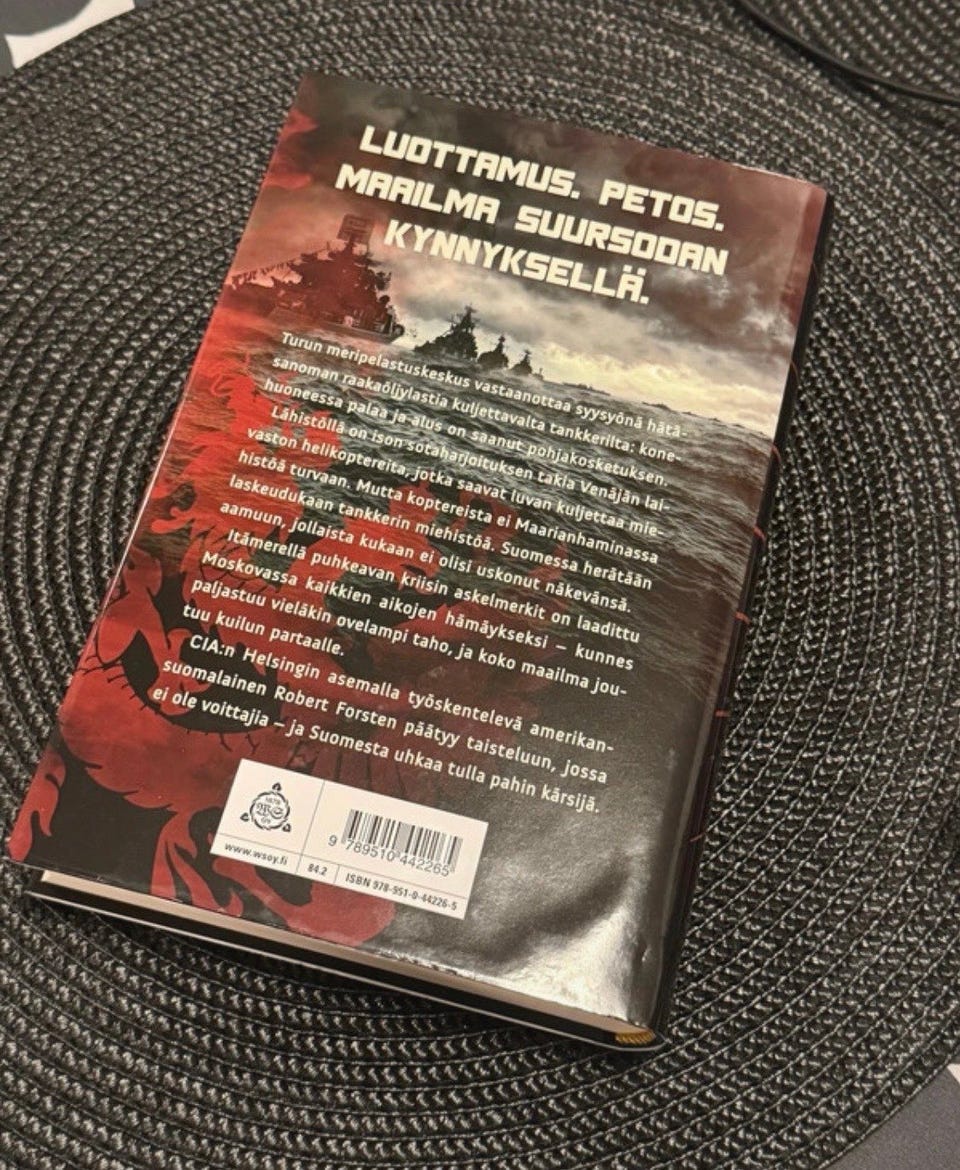 LUOTTAMUS. PETOS.
MAAILMA SUURSODAN
KYNNYKSELLÄ.
Turun meripelastuskeskus vastaanottaa syysyönä hätä-
sanoman raakaöljylastia kuljettavalta tankkerilta: kone-
huoneessa palaa ja alus on saanut pohjakosketuksen.
Lähistöllä on ison sotaharjoituksen takia Venäjän lai-
vaston helikoptereita, jotka saavat luvan kuljettaa mie-
histöä turvaan. Mutta koptereista ei Maarianhaminassa
laskeudukaan tankkerin miehistöä. Suomessa herätään
aamuun, jollaista kukaan ei olisi uskonut näkevänsä.
Itämerellä puhkeavan kriisin askelmerkit on laadittu
Moskovassa kaikkien aikojen hämäykseksi – kunnes
paljastuu vieläkin ovelampi taho, ja koko maailma jou-
tuu kuilun partaalle.
CIA:n Helsingin asemalla työskentelevä amerikan-
suomalainen Robert Forsten päätyy taisteluun, jossa
ei ole voittajia – ja Suomesta uhkaa tulla pahin kärsijä.
1878
9 789510 442265
www.wsoy.fi 84.2 ISBN 978-951-0-44226-5